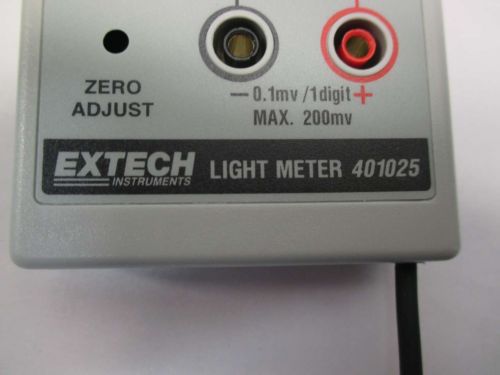 ZERO
ADJUST
− 0.1mv /1digit +
MAX. 200mv
EXTECH
INSTRUMENTS
LIGHT METER 401025